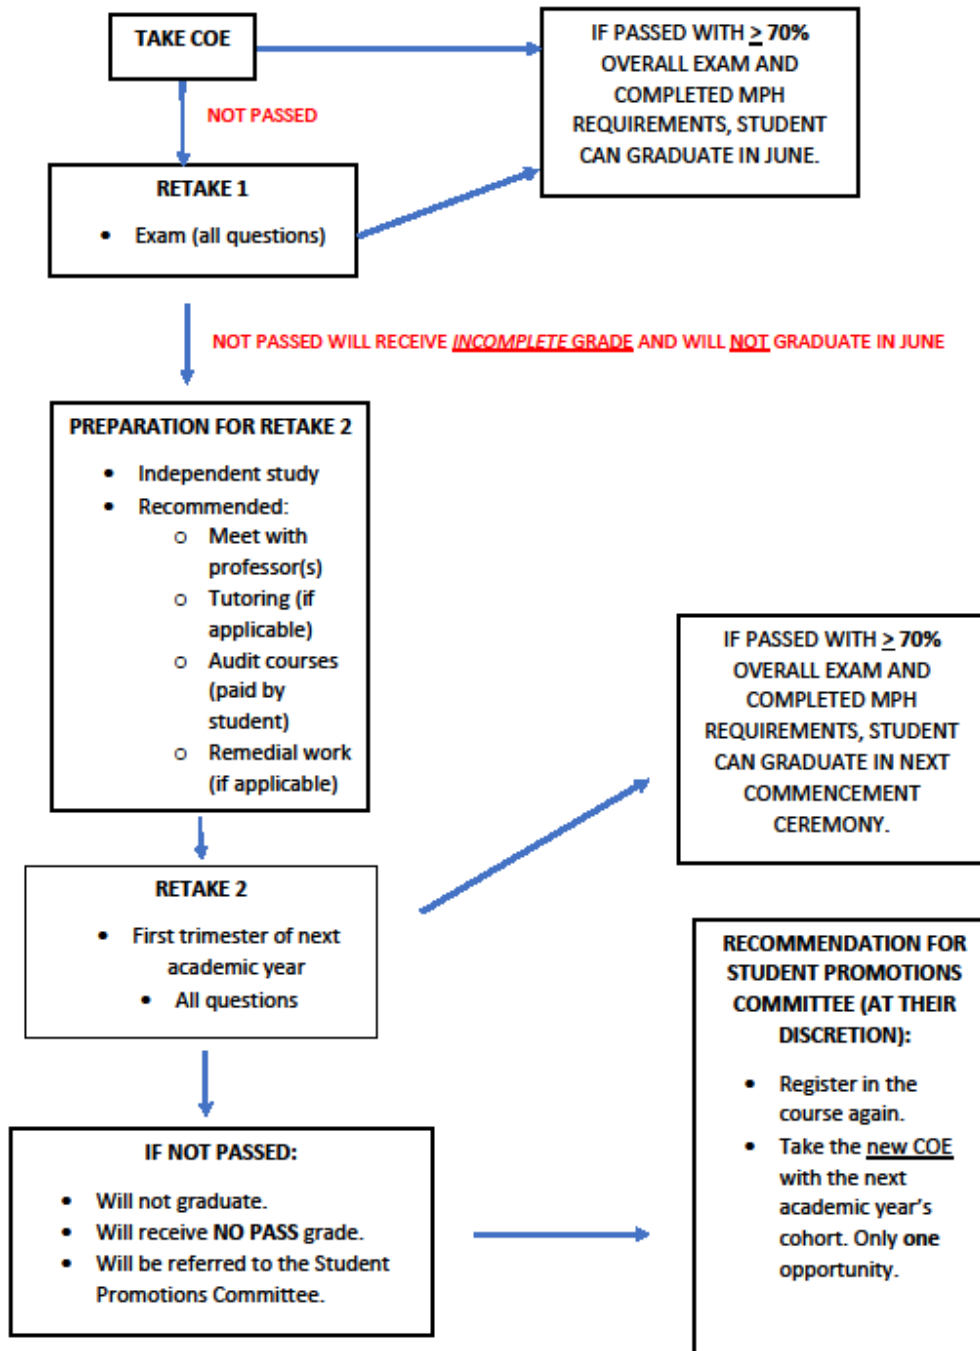 TAKE COE
IF PASSED WITH ≥ 70%
OVERALL EXAM AND
COMPLETED MPH
REQUIREMENTS, STUDENT
CAN GRADUATE IN JUNE.
NOT PASSED
RETAKE 1
• Exam (all questions)
NOT PASSED WILL RECEIVE INCOMPLETE GRADE AND WILL NOT GRADUATE IN JUNE
PREPARATION FOR RETAKE 2
• Independent study
• Recommended:
o Meet with
professor(s)
o Tutoring (if
applicable)
o Audit courses
(paid by
student)
o Remedial work
(if applicable)
IF PASSED WITH ≥ 70%
OVERALL EXAM AND
COMPLETED MPH
REQUIREMENTS, STUDENT
CAN GRADUATE IN NEXT
COMMENCEMENT
CEREMONY.
RETAKE 2
• First trimester of next
academic year
• All questions
IF NOT PASSED:
• Will not graduate.
• Will receive NO PASS grade.
• Will be referred to the Student
Promotions Committee.
RECOMMENDATION FOR
STUDENT PROMOTIONS
COMMITTEE (AT THEIR
DISCRETION):
• Register in the
course again.
• Take the new COE
with the next
academic year's
cohort. Only one
opportunity.